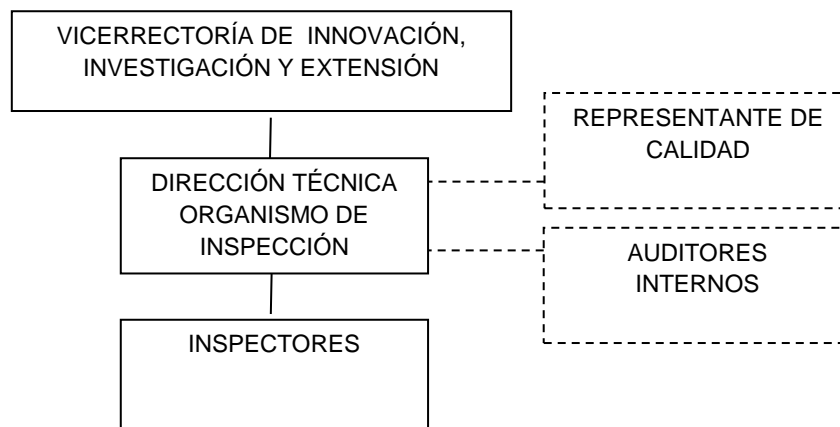 VICERRECTORÍA DE INNOVACIÓN,
INVESTIGACIÓN Y EXTENSIÓN
REPRESENTANTE DE
CALIDAD
DIRECCIÓN TÉCNICA
ORGANISMO DE
INSPECCIÓN
AUDITORES
INTERNOS
INSPECTORES